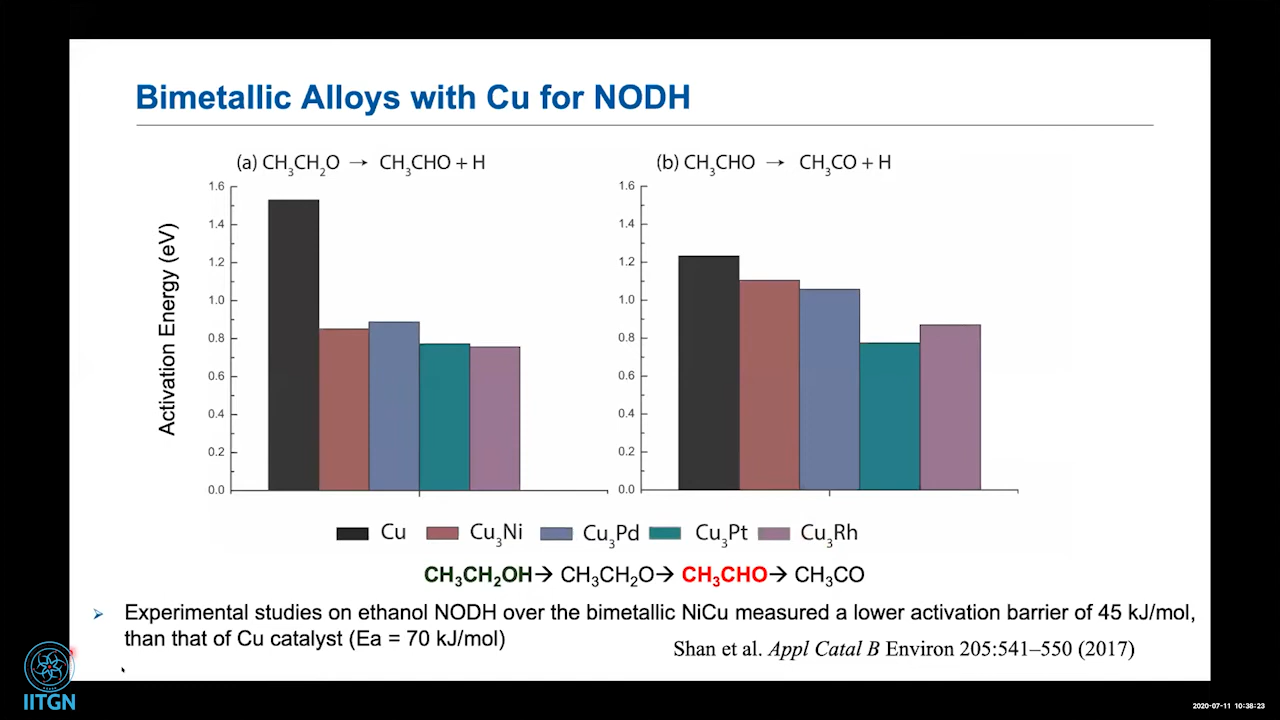 Bimetallic Alloys with Cu for NODH
(a) CH₃CH₂O → CH₃CHO + H
(b) CH₃CHO → CH₃CO + H
Activation Energy (eV)
1.6
1.4
1.2
1.0
0.8
0.6
0.4
0.2
0.0
1.6
1.4
1.2
1.0
0.8
0.6
0.4
0.2
0.0
Cu Cu₃Ni Cu₃Pd Cu₃Pt Cu₃Rh
CH₃CH₂OH→ CH₃CH₂O→ CH₃CHO→ CH₃CO
➢ Experimental studies on ethanol NODH over the bimetallic NiCu measured a lower activation barrier of 45 kJ/mol,
than that of Cu catalyst (Ea = 70 kJ/mol)
Shan et al. Appl Catal B Environ 205:541–550 (2017)
IITGN
2020-07-11 10:38:23